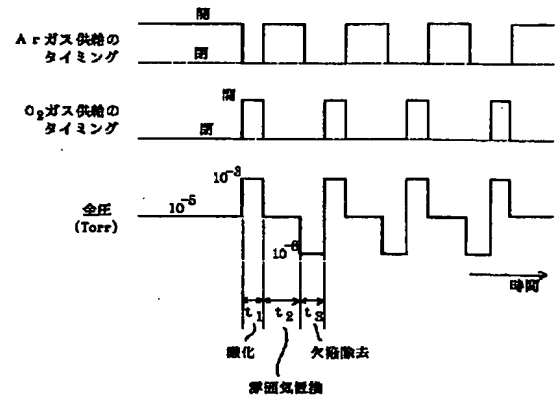 開
Arガス供給の
タイミング
閉
開
O₂ガス供給の
タイミング
閉
10⁻³
全圧
(Torr)
10⁻⁵
10⁻⁶
時間
t₁ t₂ t₃
酸化
欠陥除去
雰囲気置換